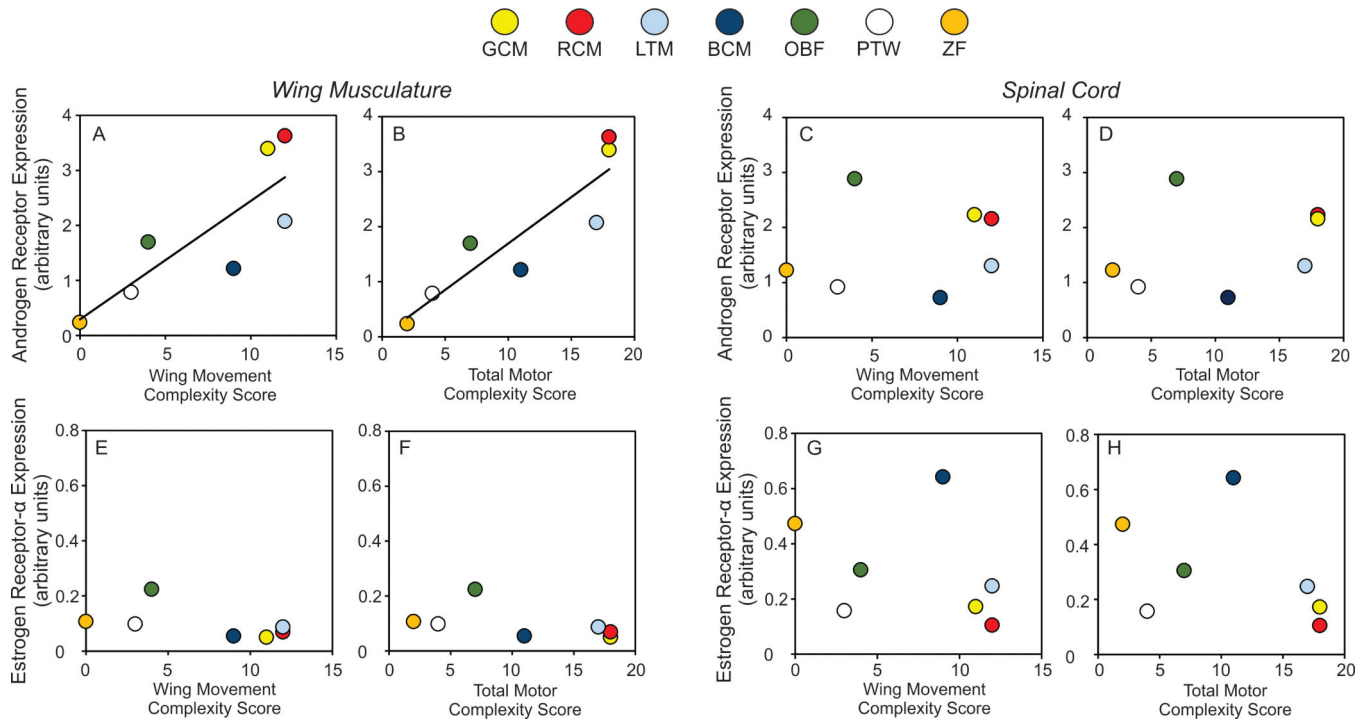 GCM RCM LTM BCM OBF PTW ZF
Wing Musculature
Spinal Cord
Androgen Receptor Expression
(arbitrary units)
A
4
3
2
1
0
0 5 10 15
Wing Movement
Complexity Score
B
4
3
2
1
0
0 5 10 15 20
Total Motor
Complexity Score
Androgen Receptor Expression
(arbitrary units)
C
4
3
2
1
0
0 5 10 15
Wing Movement
Complexity Score
D
4
3
2
1
0
0 5 10 15 20
Total Motor
Complexity Score
Estrogen Receptor-α Expression
(arbitrary units)
E
0.8
0.6
0.4
0.2
0
0 5 10 15
Wing Movement
Complexity Score
F
0.8
0.6
0.4
0.2
0
0 5 10 15 20
Total Motor
Complexity Score
Estrogen Receptor-α Expression
(arbitrary units)
G
0.8
0.6
0.4
0.2
0
0 5 10 15
Wing Movement
Complexity Score
H
0.8
0.6
0.4
0.2
0
0 5 10 15 20
Total Motor
Complexity Score